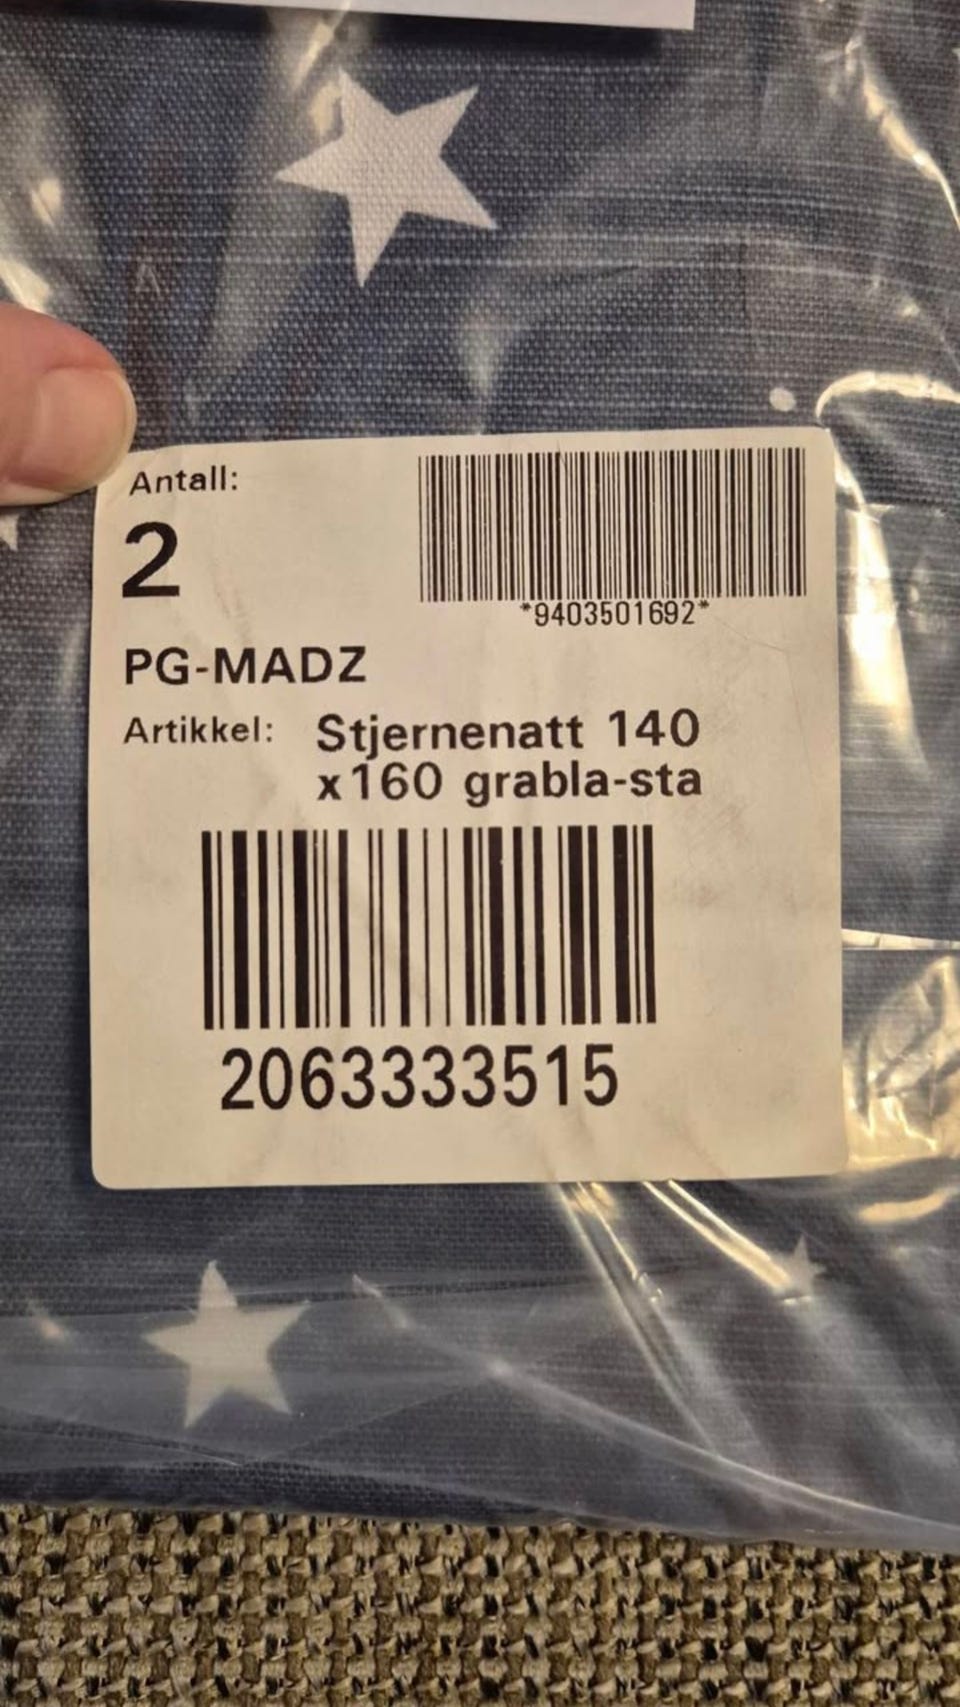 Antall:
2
*9403501692*
PG-MADZ
Artikkel: Stjernenatt 140
x160 grabla-sta
2063333515